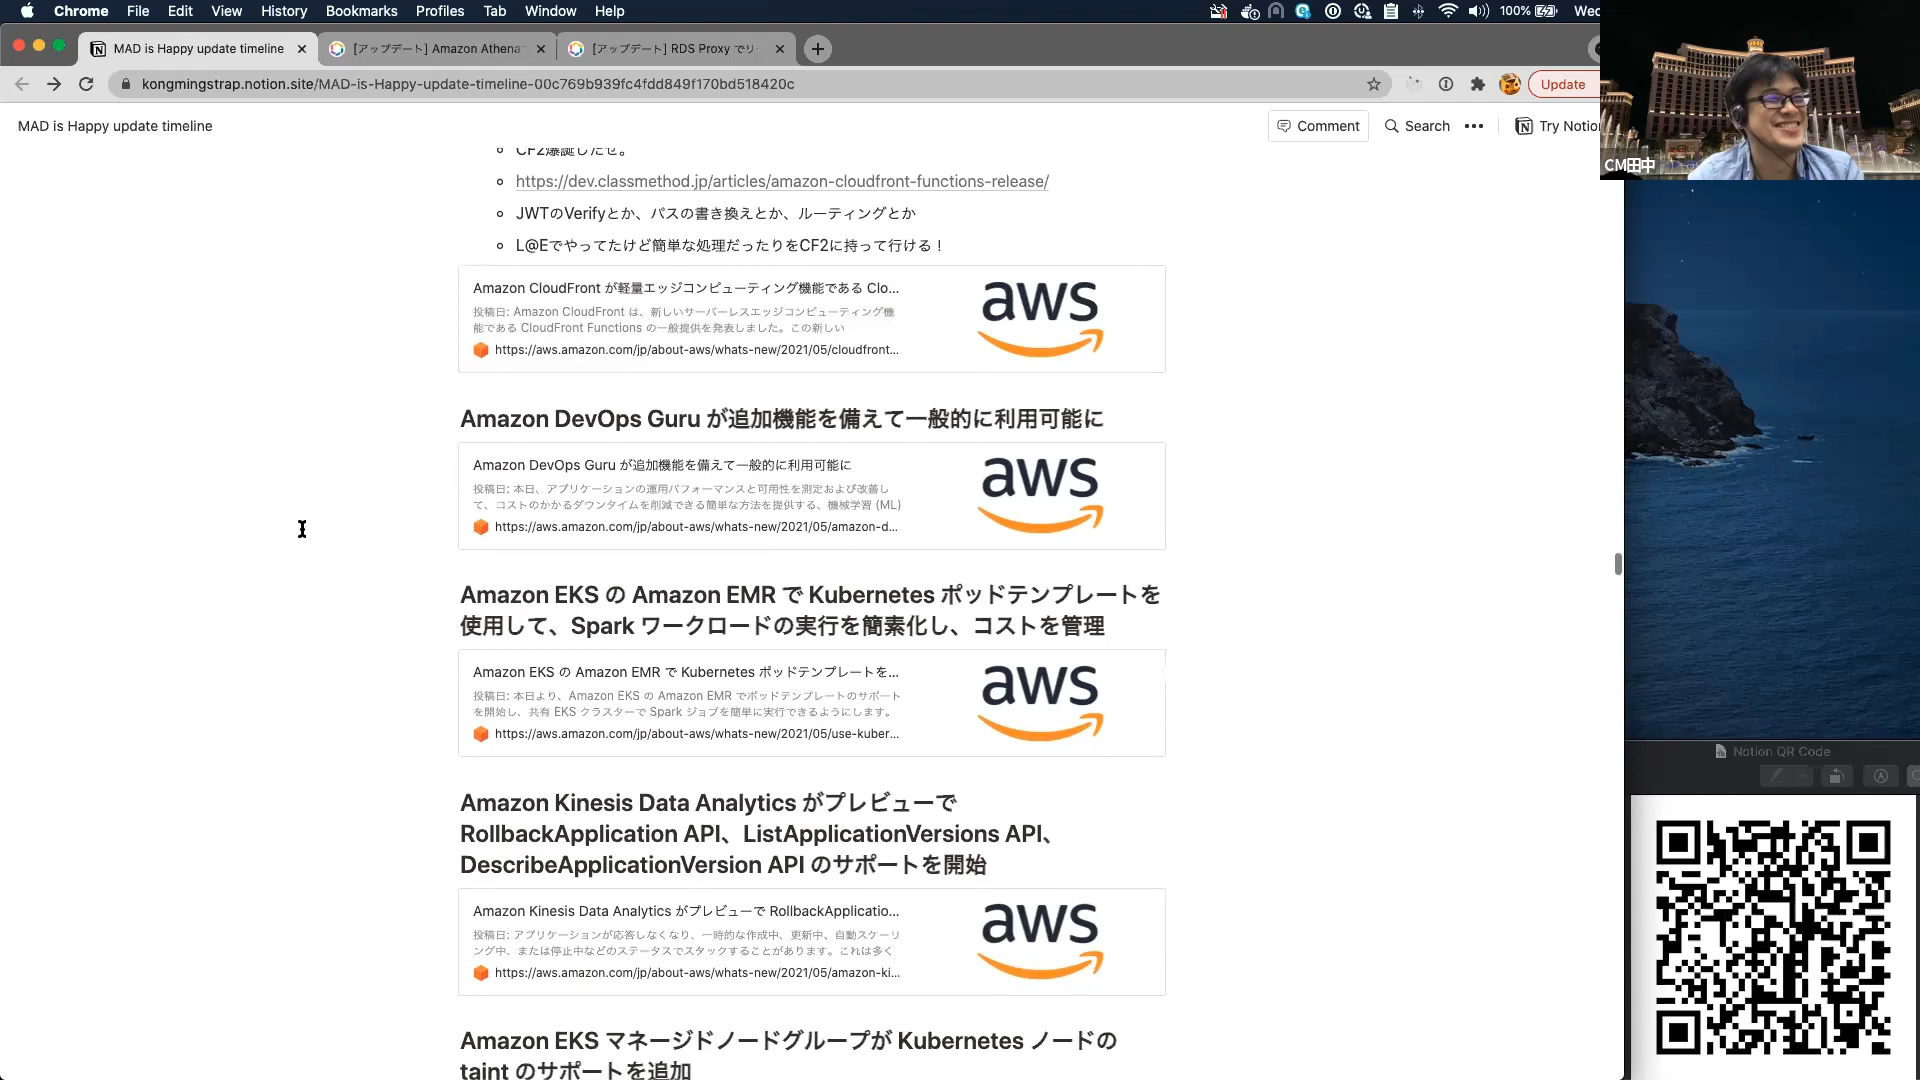 Chrome File Edit View History Bookmarks Profiles Tab Window Help
100%
MAD is Happy update timeline
[アップデート] Amazon Athena
[アップデート] RDS Proxy でリ
kongmingstrap.notion.site/MAD-is-Happy-update-timeline-00c769b939fc4fdd849f170bd518420c
Update
MAD is Happy update timeline
Comment
Search
Try Notion
CM田中
CF2爆誕したぜ。
https://dev.classmethod.jp/articles/amazon-cloudfront-functions-release/
JWTのVerifyとか、パスの書き換えとか、ルーティングとか
L@Eでやってたけど簡単な処理だったりをCF2に持って行ける！
Amazon CloudFront が軽量エッジコンピューティング機能である Clo...
投稿日: Amazon CloudFront は、新しいサーバーレスエッジコンピューティング機
能である CloudFront Functions の一般提供を発表しました。この新しい
https://aws.amazon.com/jp/about-aws/whats-new/2021/05/cloudfront...
aws
Amazon DevOps Guru が追加機能を備えて一般的に利用可能に
Amazon DevOps Guru が追加機能を備えて一般的に利用可能に
投稿日: 本日、アプリケーションの運用パフォーマンスと可用性を測定および改善し
て、コストのかかるダウンタイムを削減できる簡単な方法を提供する、機械学習 (ML)
https://aws.amazon.com/jp/about-aws/whats-new/2021/05/amazon-d...
aws
Amazon EKS の Amazon EMR で Kubernetes ポッドテンプレートを
使用して、Spark ワークロードの実行を簡素化し、コストを管理
Amazon EKS の Amazon EMR で Kubernetes ポッドテンプレートを...
投稿日: 本日より、Amazon EKS の Amazon EMR でポッドテンプレートのサポート
を開始し、共有 EKS クラスターで Spark ジョブを簡単に実行できるようにします。
https://aws.amazon.com/jp/about-aws/whats-new/2021/05/use-kuber...
aws
Notion QR Code
Amazon Kinesis Data Analytics がプレビューで
RollbackApplication API、ListApplicationVersions API、
DescribeApplicationVersion API のサポートを開始
Amazon Kinesis Data Analytics がプレビューで RollbackApplicatio...
投稿日: アプリケーションが応答しなくなり、一時的な作成中、更新中、自動スケーリ
ング中、または停止中などのステータスでスタックすることがあります。これは多く
https://aws.amazon.com/jp/about-aws/whats-new/2021/05/amazon-ki...
aws
Amazon EKS マネージドノードグループが Kubernetes ノードの
taint のサポートを追加